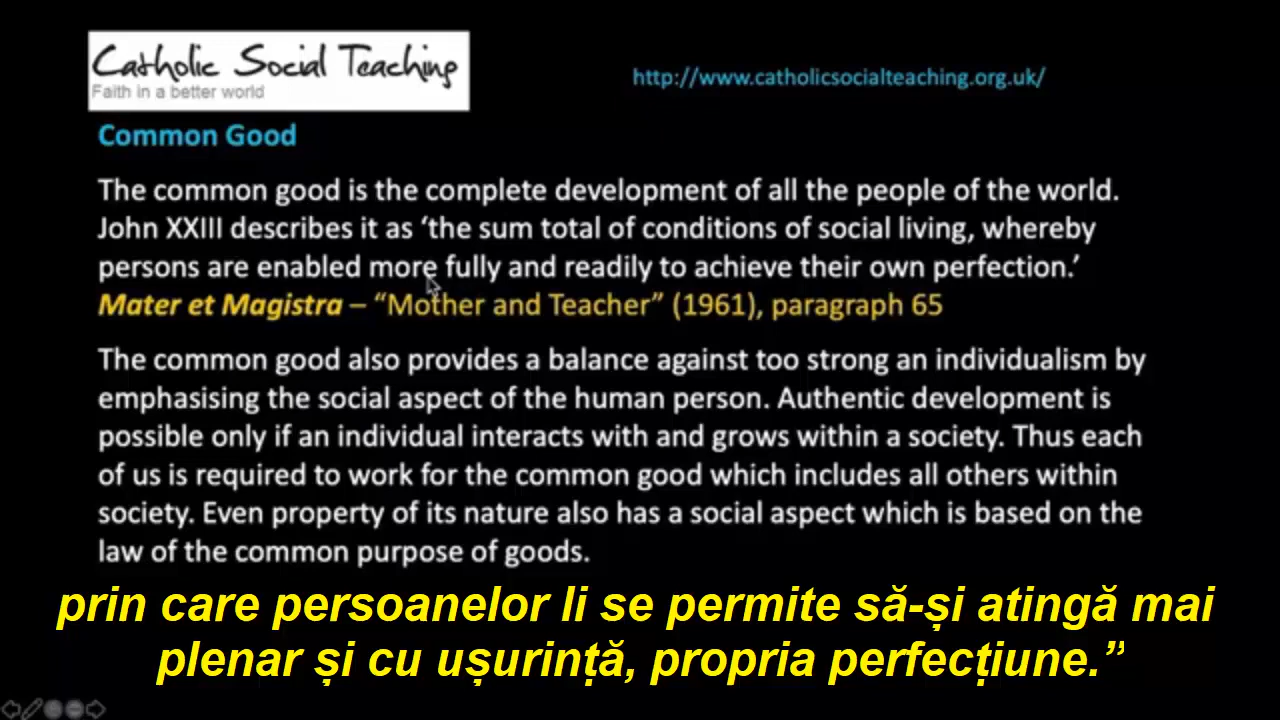 Catholic Social Teaching
Faith in a better world
http://www.catholicsocialteaching.org.uk/
Common Good
The common good is the complete development of all the people of the world.
John XXIII describes it as ‘the sum total of conditions of social living, whereby
persons are enabled more fully and readily to achieve their own perfection.’
Mater et Magistra – “Mother and Teacher” (1961), paragraph 65
The common good also provides a balance against too strong an individualism by
emphasising the social aspect of the human person. Authentic development is
possible only if an individual interacts with and grows within a society. Thus each
of us is required to work for the common good which includes all others within
society. Even property of its nature also has a social aspect which is based on the
law of the common purpose of goods.
prin care persoanelor li se permite să-și atingă mai
plenar și cu ușurință, propria perfecțiune.”